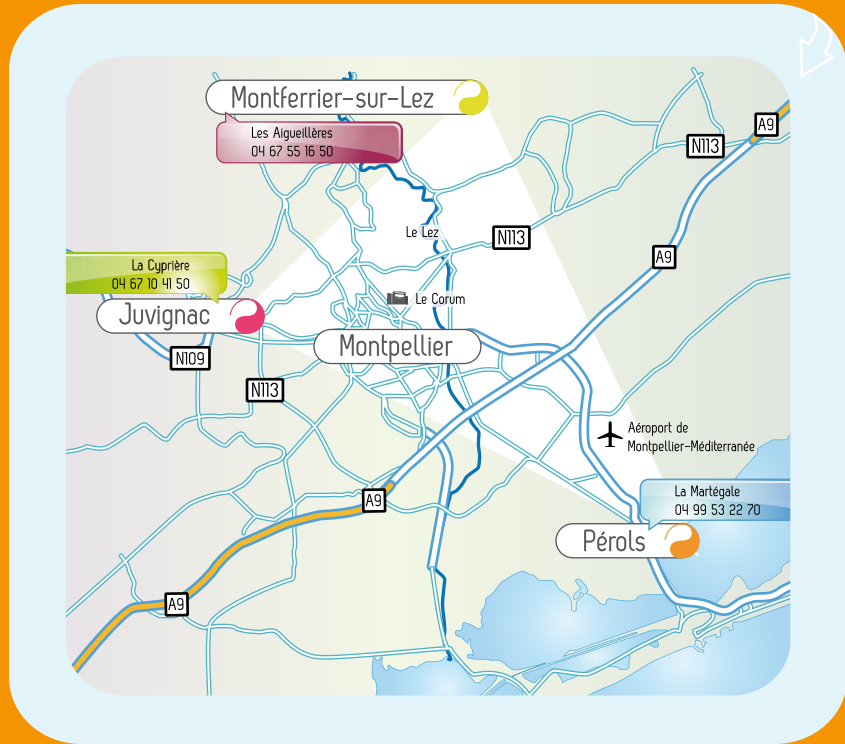 Montferrier-sur-Lez
Les Aigueillères
04 67 55 16 50
A9
N113
Le Lez
N113
A9
La Cyprière
04 67 10 41 50
Le Corum
Juvignac
Montpellier
N109
N113
Aéroport de
Montpellier-Méditerranée
A9
La Martégale
04 99 53 22 70
Pérols
A9